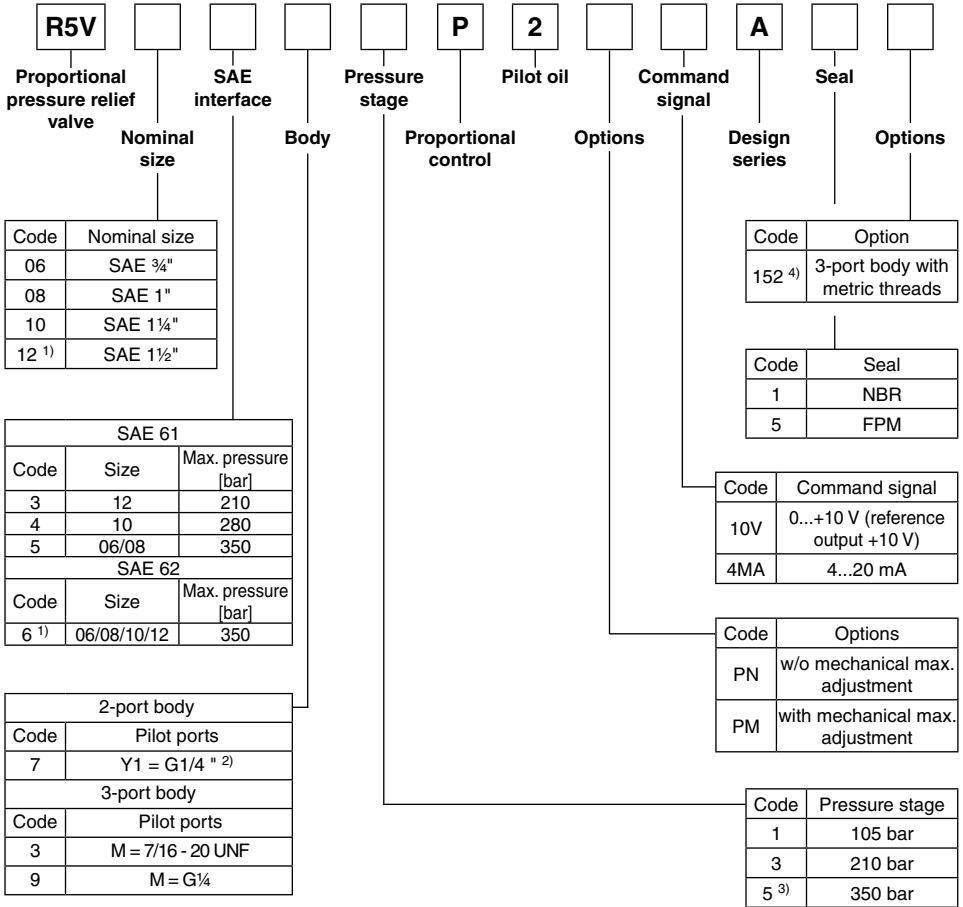 R5V P 2 A
Proportional pressure relief valve
Nominal size
SAE interface
Body
Pressure stage
Proportional control
Pilot oil
Options
Command signal
Design series
Seal
Options
Code Nominal size
06 SAE ¾"
08 SAE 1"
10 SAE 1¼"
12 1) SAE 1½"
SAE 61
Code Size Max. pressure [bar]
3 12 210
4 10 280
5 06/08 350
SAE 62
Code Size Max. pressure [bar]
6 1) 06/08/10/12 350
2-port body
Code Pilot ports
7 Y1 = G1/4 " 2)
3-port body
Code Pilot ports
3 M = 7/16 - 20 UNF
9 M = G¼
Code Option
152 4) 3-port body with metric threads
Code Seal
1 NBR
5 FPM
Code Command signal
10V 0...+10 V (reference output +10 V)
4MA 4...20 mA
Code Options
PN w/o mechanical max. adjustment
PM with mechanical max. adjustment
Code Pressure stage
1 105 bar
3 210 bar
5 3) 350 bar